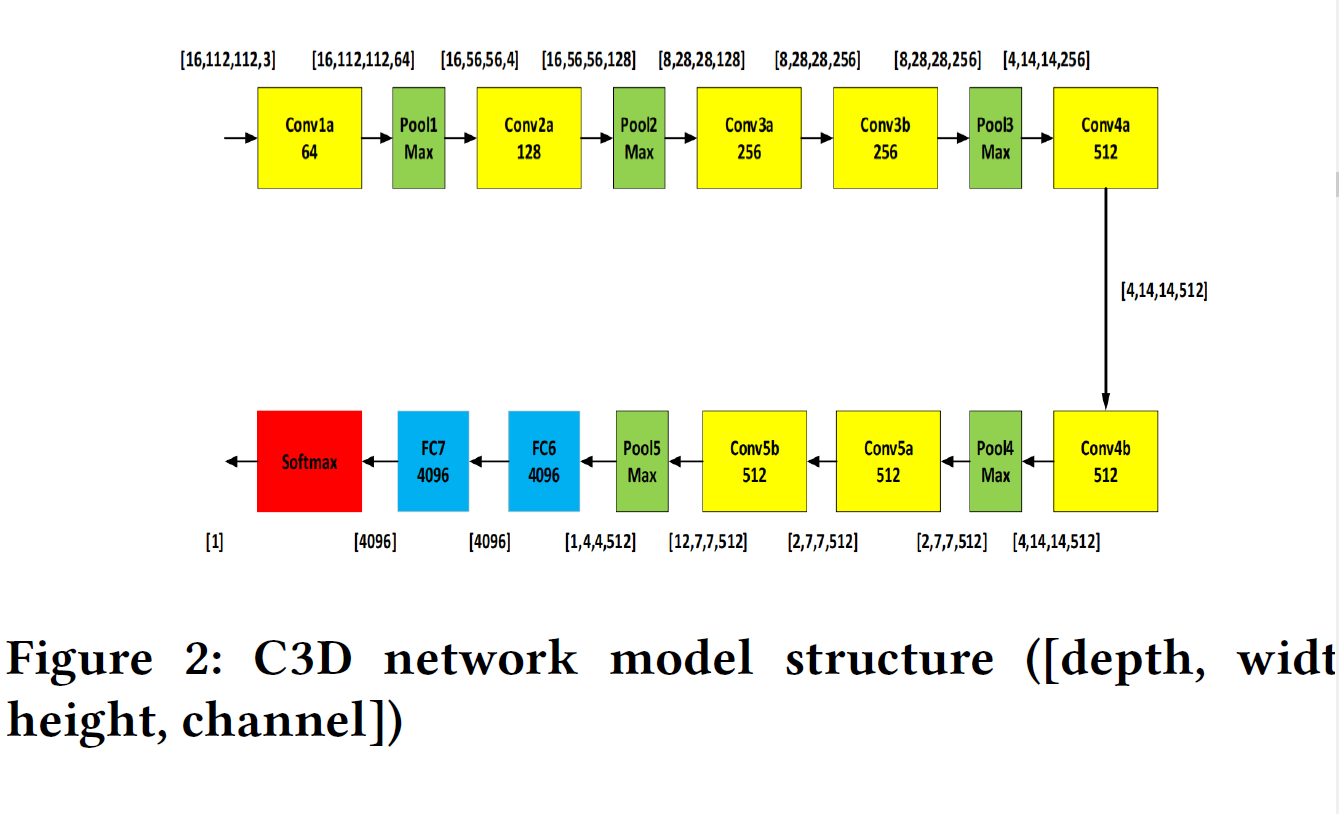 [16,112,112,3] [16,112,112,64] [16,56,56,4] [16,56,56,128] [8,28,28,128] [8,28,28,256] [8,28,28,256] [4,14,14,256]
Conv1a Pool1 Conv2a Pool2 Conv3a Conv3b Pool3 Conv4a
64 Max 128 Max 256 256 Max 512
[4,14,14,512]
Softmax FC7 FC6 Pool5 Conv5b Conv5a Pool4 Conv4b
4096 4096 Max 512 512 Max 512
[1] [4096] [4096] [1,4,4,512] [12,7,7,512] [2,7,7,512] [2,7,7,512] [4,14,14,512]
Figure 2: C3D network model structure ([depth, widt
height, channel])